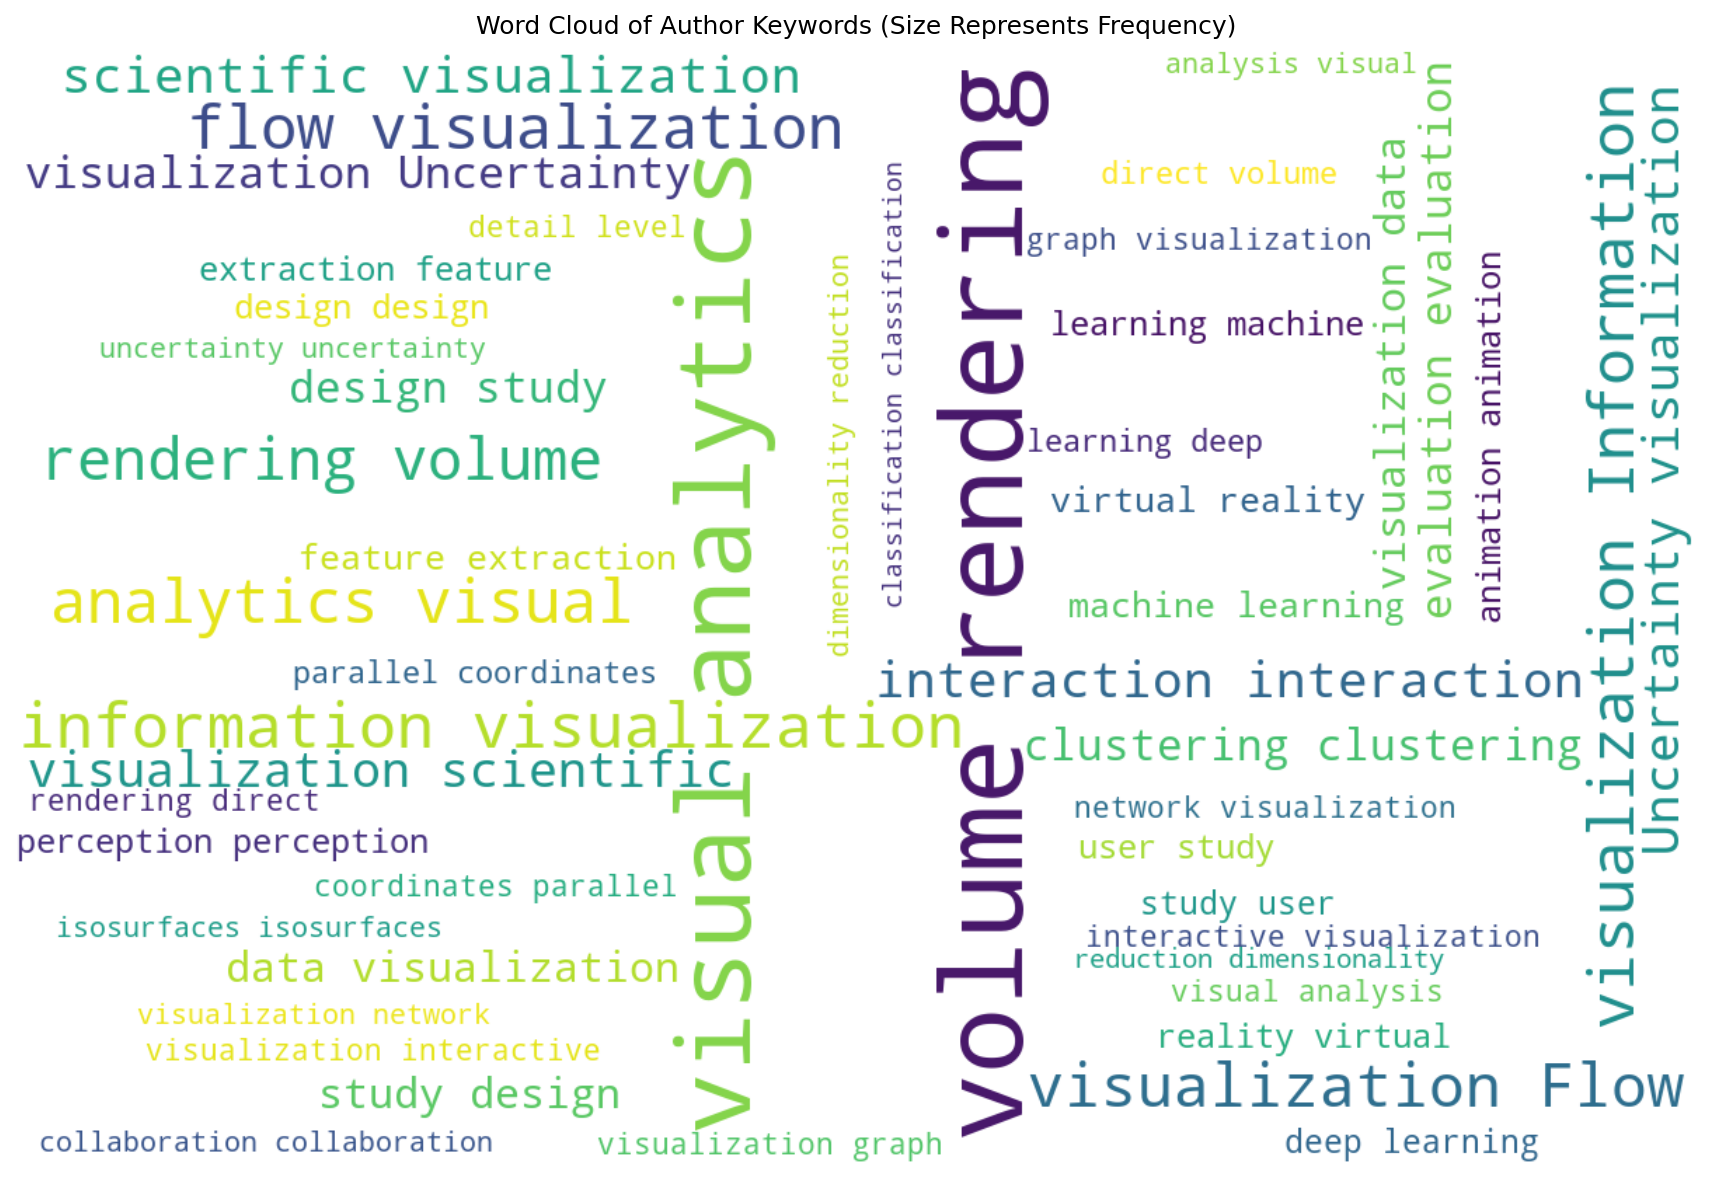 Word Cloud of Author Keywords (Size Represents Frequency)
scientific visualization
flow visualization
visualization Uncertainty
detail level
extraction feature
design design
uncertainty uncertainty
design study
rendering volume
feature extraction
analytics visual
parallel coordinates
information visualization
visualization scientific
rendering direct
perception perception
coordinates parallel
isosurfaces isosurfaces
data visualization
visualization network
visualization interactive
study design
collaboration collaboration
visualization graph
visual analytics
dimensionality reduction
classification classification
volume rendering
analysis visual
direct volume
graph visualization
learning machine
learning deep
virtual reality
machine learning
visualization data
evaluation evaluation
animation animation
interaction interaction
clustering clustering
network visualization
user study
study user
interactive visualization
reduction dimensionality
visual analysis
reality virtual
visualization Flow
deep learning
visualization Information
Uncertainty visualization